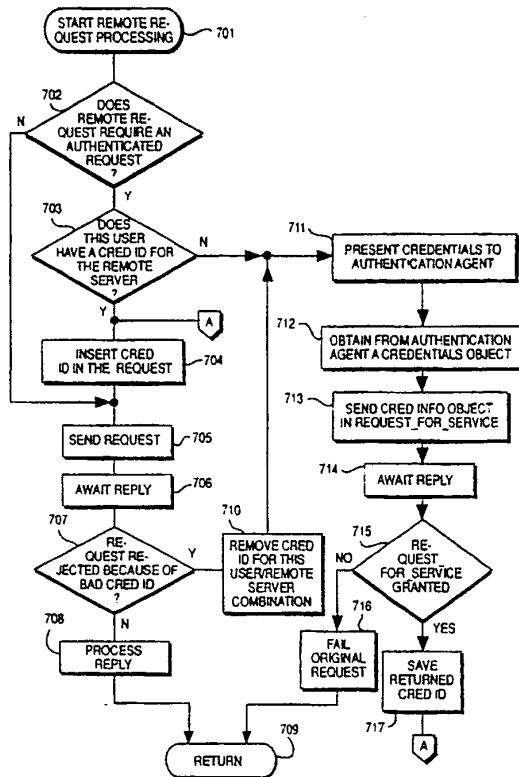 START REMOTE RE-
QUEST PROCESSING
701
702
DOES
REMOTE RE-
QUEST REQUIRE AN
AUTHENTICATED
REQUEST
?
N
Y
703
DOES
THIS USER
HAVE A CRED ID FOR
THE REMOTE
SERVER
?
N
Y
A
INSERT CRED
ID IN THE REQUEST
704
SEND REQUEST
705
AWAIT REPLY
706
707
RE-
QUEST RE-
JECTED BECAUSE OF
BAD CRED ID
?
Y
N
708
PROCESS
REPLY
710
REMOVE CRED
ID FOR THIS
USER/REMOTE
SERVER
COMBINATION
711
PRESENT CREDENTIALS TO
AUTHENTICATION AGENT
712
OBTAIN FROM AUTHENTICATION
AGENT A CREDENTIALS OBJECT
713
SEND CRED INFO OBJECT
IN REQUEST_FOR_SERVICE
714
AWAIT REPLY
715
RE-
QUEST
FOR_SERVICE
GRANTED
NO
YES
716
FAIL
ORIGINAL
REQUEST
SAVE
RETURNED
CRED ID
717
A
RETURN
709